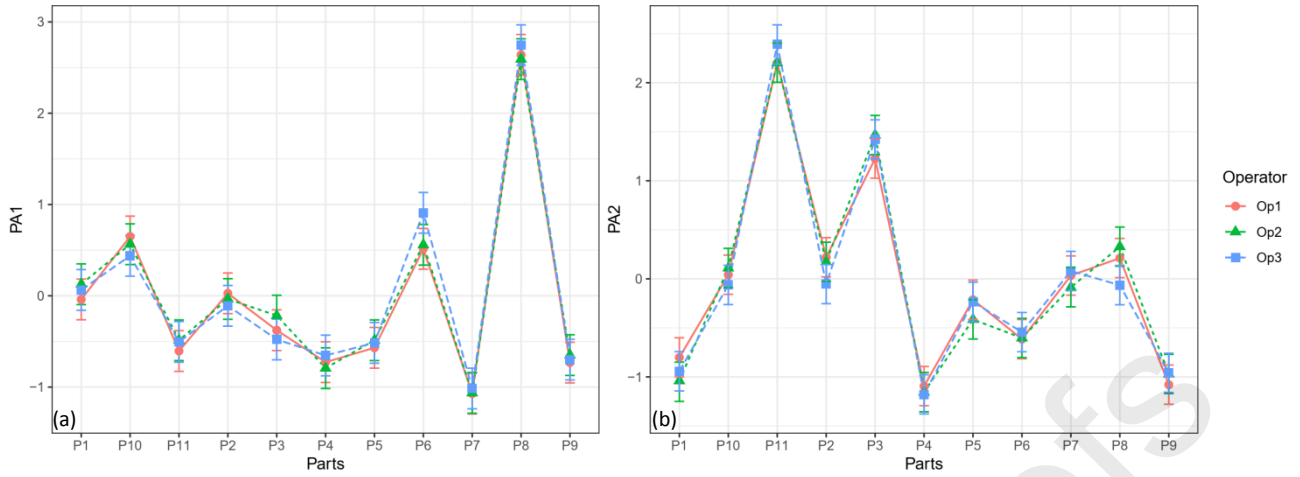 3
2
1
0
−1
PA1
(a)
P1 P10 P11 P2 P3 P4 P5 P6 P7 P8 P9
Parts
2
1
0
−1
PA2
(b)
P1 P10 P11 P2 P3 P4 P5 P6 P7 P8 P9
Parts
Operator
Op1
Op2
Op3